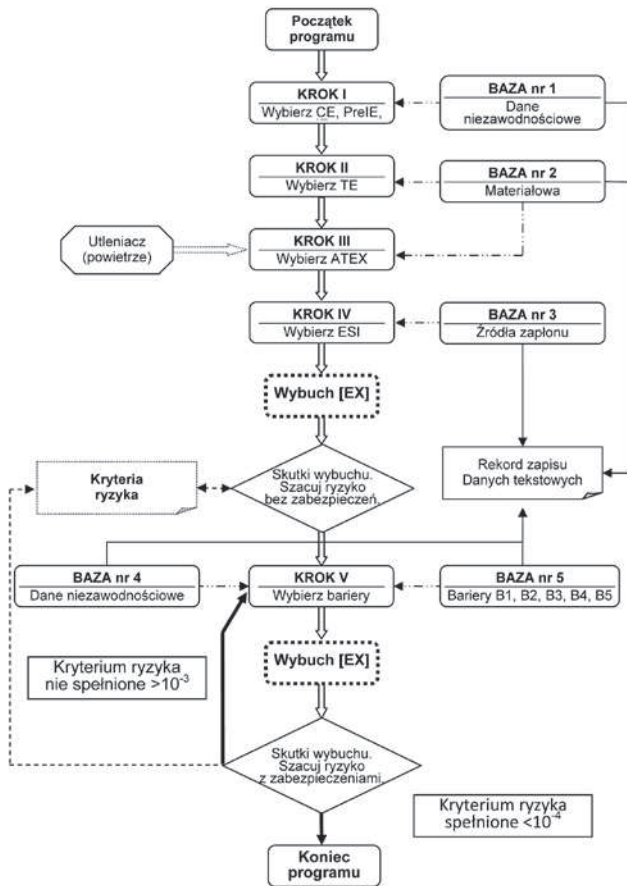 Początek
programu
KROK I
Wybierz CE, PreIE,
BAZA nr 1
Dane
niezawodnościowe
KROK II
Wybierz TE
BAZA nr 2
Materiałowa
Utleniacz
(powietrze)
KROK III
Wybierz ATEX
KROK IV
Wybierz ESI
BAZA nr 3
Źródła zapłonu
Wybuch [EX]
Kryteria
ryzyka
Skutki wybuchu.
Szacuj ryzyko
bez zabezpieczeń.
Rekord zapisu
Danych tekstowych
BAZA nr 4
Dane niezawodnościowe
KROK V
Wybierz bariery
BAZA nr 5
Bariery B1, B2, B3, B4, B5
Kryterium ryzyka
nie spełnione >10⁻³
Wybuch [EX]
Skutki wybuchu.
Szacuj ryzyko
z zabezpieczeniami.
Kryterium ryzyka
spełnione <10⁻⁴
Koniec
programu